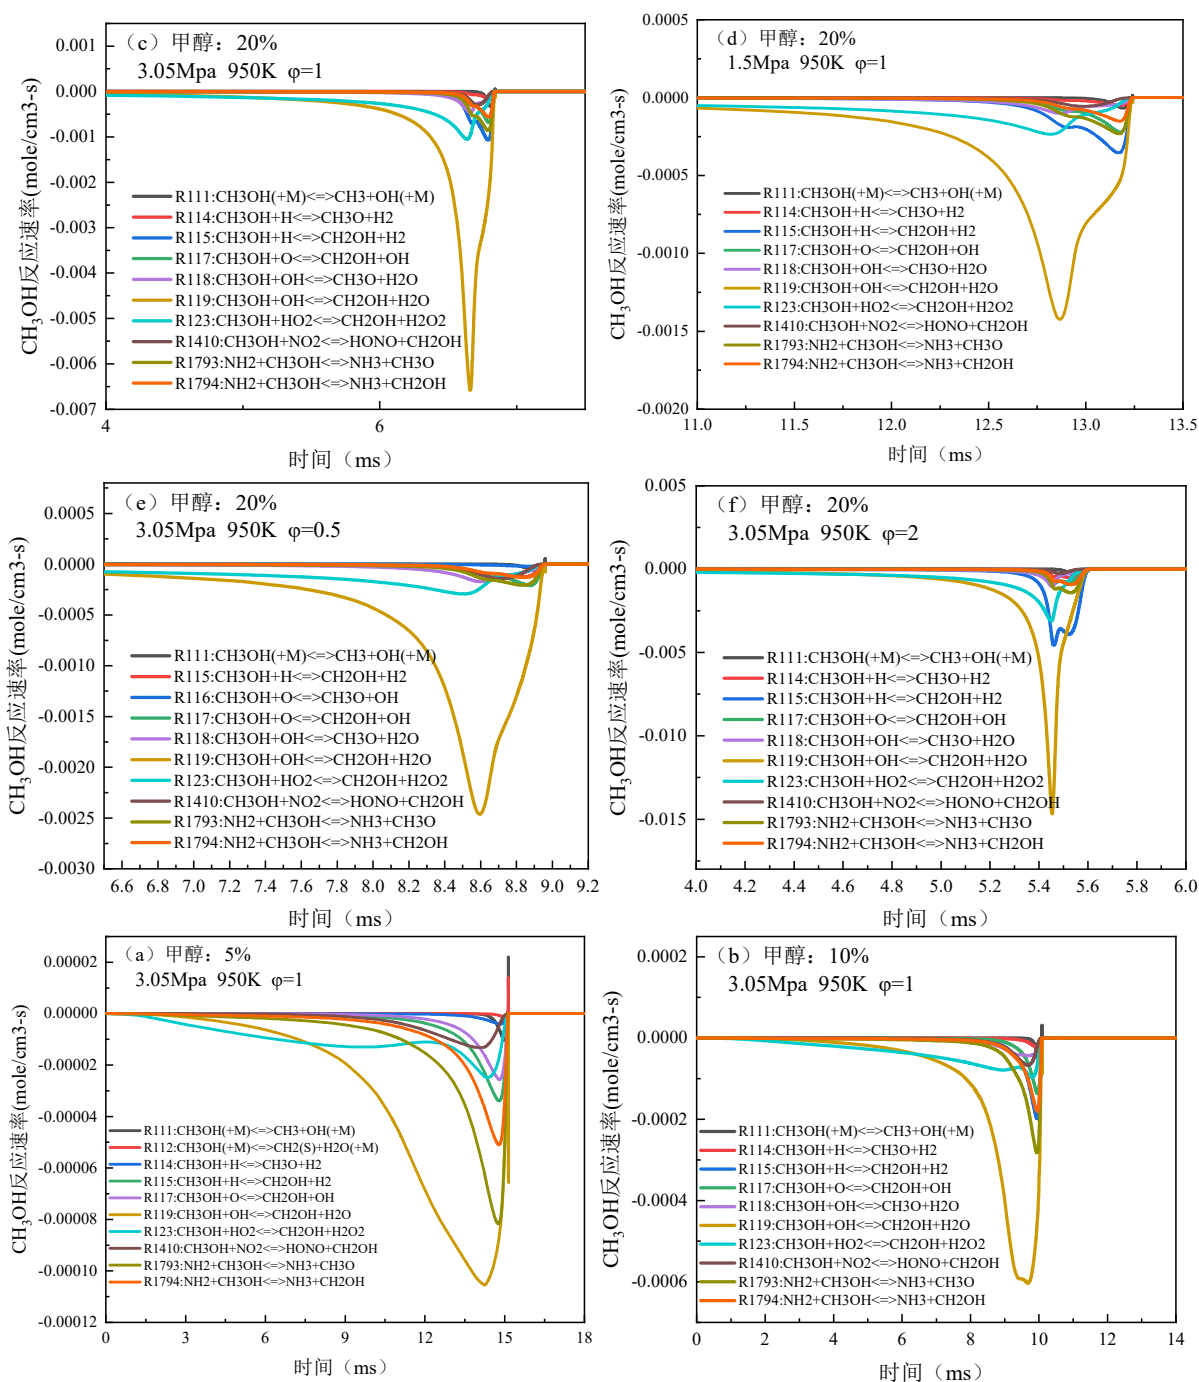 (c) 甲醇：20%
3.05Mpa 950K φ=1
0.001
0.000
-0.001
-0.002
-0.003
-0.004
-0.005
-0.006
-0.007
CH3OH反应速率(mole/cm3-s)
R111:CH3OH(+M)<=>CH3+OH(+M)
R114:CH3OH+H<=>CH3O+H2
R115:CH3OH+H<=>CH2OH+H2
R117:CH3OH+O<=>CH2OH+OH
R118:CH3OH+OH<=>CH3O+H2O
R119:CH3OH+OH<=>CH2OH+H2O
R123:CH3OH+HO2<=>CH2OH+H2O2
R1410:CH3OH+NO2<=>HONO+CH2OH
R1793:NH2+CH3OH<=>NH3+CH3O
R1794:NH2+CH3OH<=>NH3+CH2OH
4 6
时间（ms）
(d) 甲醇：20%
1.5Mpa 950K φ=1
0.0005
0.0000
-0.0005
-0.0010
-0.0015
-0.0020
CH3OH反应速率(mole/cm3-s)
R111:CH3OH(+M)<=>CH3+OH(+M)
R114:CH3OH+H<=>CH3O+H2
R115:CH3OH+H<=>CH2OH+H2
R117:CH3OH+O<=>CH2OH+OH
R118:CH3OH+OH<=>CH3O+H2O
R119:CH3OH+OH<=>CH2OH+H2O
R123:CH3OH+HO2<=>CH2OH+H2O2
R1410:CH3OH+NO2<=>HONO+CH2OH
R1793:NH2+CH3OH<=>NH3+CH3O
R1794:NH2+CH3OH<=>NH3+CH2OH
11.0 11.5 12.0 12.5 13.0 13.5
时间（ms）
(e) 甲醇：20%
3.05Mpa 950K φ=0.5
0.0005
0.0000
-0.0005
-0.0010
-0.0015
-0.0020
-0.0025
-0.0030
CH3OH反应速率(mole/cm3-s)
R111:CH3OH(+M)<=>CH3+OH(+M)
R115:CH3OH+H<=>CH2OH+H2
R116:CH3OH+O<=>CH3O+OH
R117:CH3OH+O<=>CH2OH+OH
R118:CH3OH+OH<=>CH3O+H2O
R119:CH3OH+OH<=>CH2OH+H2O
R123:CH3OH+HO2<=>CH2OH+H2O2
R1410:CH3OH+NO2<=>HONO+CH2OH
R1793:NH2+CH3OH<=>NH3+CH3O
R1794:NH2+CH3OH<=>NH3+CH2OH
6.6 6.8 7.0 7.2 7.4 7.6 7.8 8.0 8.2 8.4 8.6 8.8 9.0 9.2
时间（ms）
(f) 甲醇：20%
3.05Mpa 950K φ=2
0.005
0.000
-0.005
-0.010
-0.015
CH3OH反应速率(mole/cm3-s)
R111:CH3OH(+M)<=>CH3+OH(+M)
R114:CH3OH+H<=>CH3O+H2
R115:CH3OH+H<=>CH2OH+H2
R117:CH3OH+O<=>CH2OH+OH
R118:CH3OH+OH<=>CH3O+H2O
R119:CH3OH+OH<=>CH2OH+H2O
R123:CH3OH+HO2<=>CH2OH+H2O2
R1410:CH3OH+NO2<=>HONO+CH2OH
R1793:NH2+CH3OH<=>NH3+CH3O
R1794:NH2+CH3OH<=>NH3+CH2OH
4.0 4.2 4.4 4.6 4.8 5.0 5.2 5.4 5.6 5.8 6.0
时间（ms）
(a) 甲醇：5%
3.05Mpa 950K φ=1
0.00002
0.00000
-0.00002
-0.00004
-0.00006
-0.00008
-0.00010
-0.00012
CH3OH反应速率(mole/cm3-s)
R111:CH3OH(+M)<=>CH3+OH(+M)
R112:CH3OH(+M)<=>CH2(S)+H2O(+M)
R114:CH3OH+H<=>CH3O+H2
R115:CH3OH+H<=>CH2OH+H2
R117:CH3OH+O<=>CH2OH+OH
R119:CH3OH+OH<=>CH2OH+H2O
R123:CH3OH+HO2<=>CH2OH+H2O2
R1410:CH3OH+NO2<=>HONO+CH2OH
R1793:NH2+CH3OH<=>NH3+CH3O
R1794:NH2+CH3OH<=>NH3+CH2OH
0 3 6 9 12 15 18
时间（ms）
(b) 甲醇：10%
3.05Mpa 950K φ=1
0.0002
0.0000
-0.0002
-0.0004
-0.0006
CH3OH反应速率(mole/cm3-s)
R111:CH3OH(+M)<=>CH3+OH(+M)
R114:CH3OH+H<=>CH3O+H2
R115:CH3OH+H<=>CH2OH+H2
R117:CH3OH+O<=>CH2OH+OH
R118:CH3OH+OH<=>CH3O+H2O
R119:CH3OH+OH<=>CH2OH+H2O
R123:CH3OH+HO2<=>CH2OH+H2O2
R1410:CH3OH+NO2<=>HONO+CH2OH
R1793:NH2+CH3OH<=>NH3+CH3O
R1794:NH2+CH3OH<=>NH3+CH2OH
0 2 4 6 8 10 12 14
时间（ms）